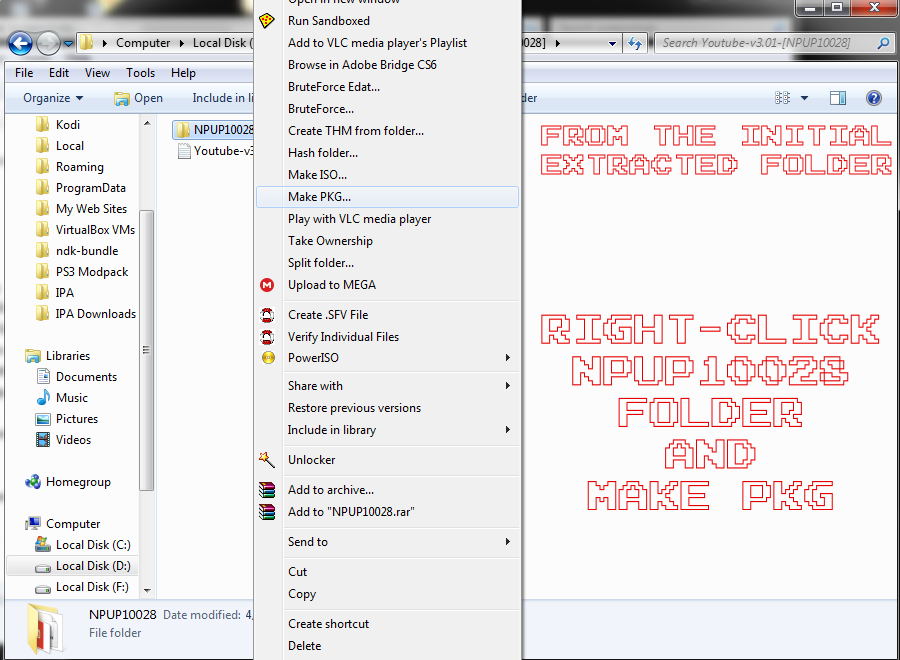 Open in new window
Run Sandboxed
Add to VLC media player's Playlist
Browse in Adobe Bridge CS6
BruteForce Edat...
BruteForce...
Create THM from folder...
Hash folder...
Make ISO...
Make PKG...
Play with VLC media player
Take Ownership
Split folder...
Upload to MEGA
Create .SFV File
Verify Individual Files
PowerISO
Share with
Restore previous versions
Include in library
Unlocker
Add to archive...
Add to "NPUP10028.rar"
Send to
Cut
Copy
Create shortcut
Delete
Computer
Local Disk (
0028]
Search Youtube-v3.01-[NPUP10028]
File Edit View Tools Help
Organize
Open
Include in li
der
Kodi
Local
Roaming
ProgramData
My Web Sites
VirtualBox VMs
ndk-bundle
PS3 Modpack
IPA
IPA Downloads
Libraries
Documents
Music
Pictures
Videos
Homegroup
Computer
Local Disk (C:)
Local Disk (D:)
Local Disk (F:)
NPUP10028
Youtube-v3
FROM THE INITIAL
EXTRACTED FOLDER
RIGHT-CLICK
NPUP10028
FOLDER
AND
MAKE PKG
NPUP10028 Date modified: 4
File folder